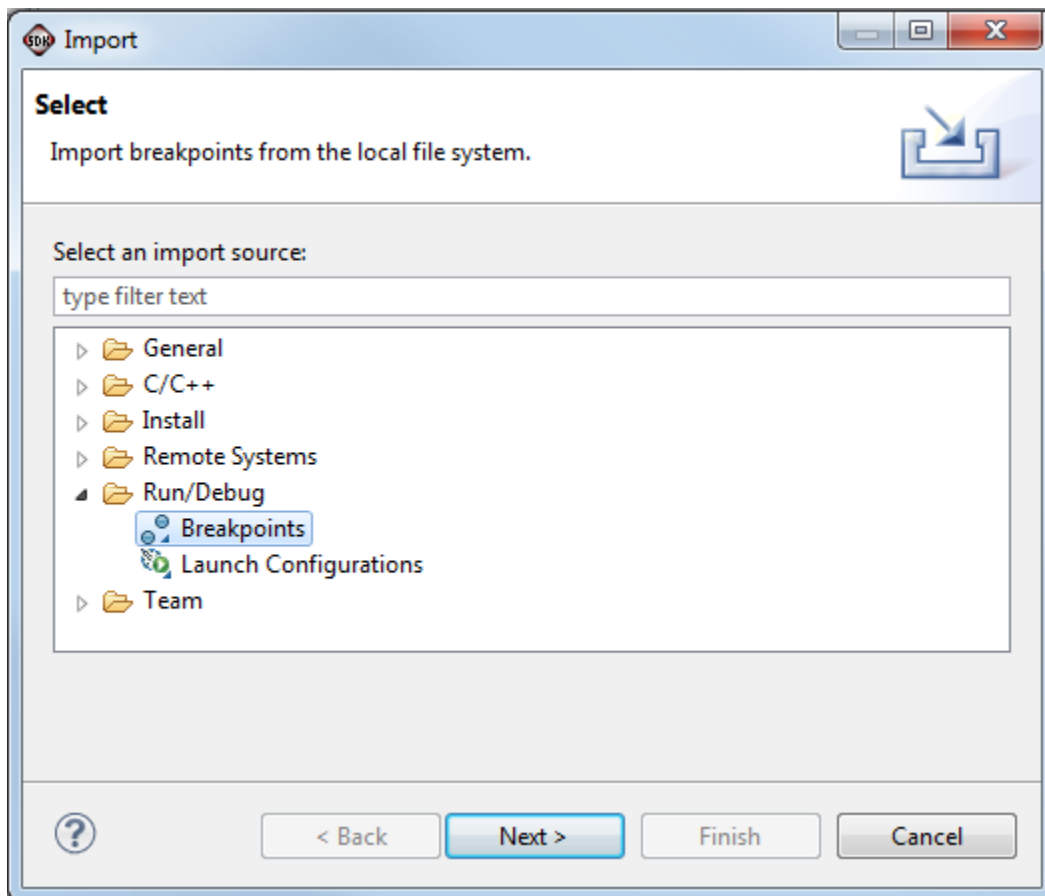 SDK Import
Select
Import breakpoints from the local file system.
Select an import source:
type filter text
General
C/C++
Install
Remote Systems
Run/Debug
Breakpoints
Launch Configurations
Team
? < Back Next > Finish Cancel